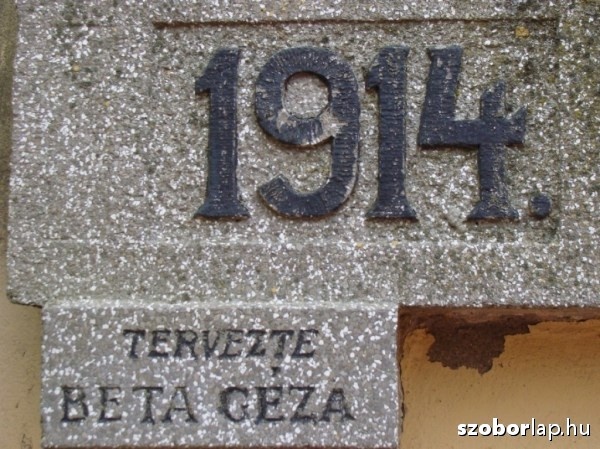 1914.
TERVEZTE
BETA GÉZA
szoborlap.hu